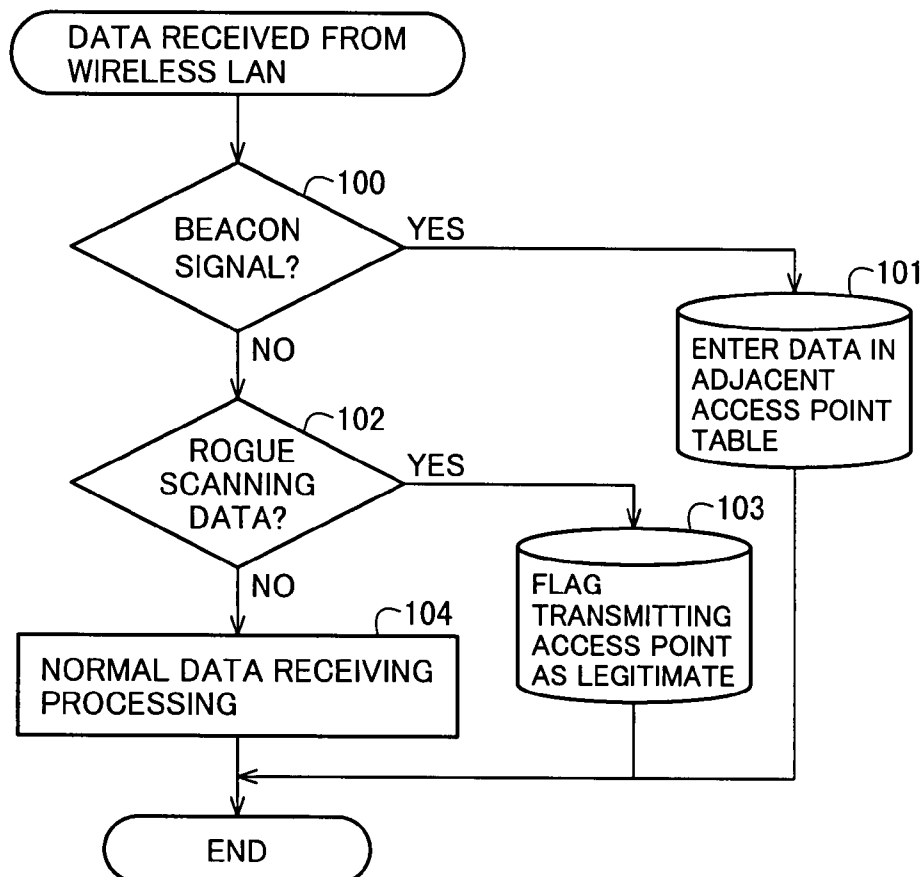 DATA RECEIVED FROM
WIRELESS LAN
100
BEACON
SIGNAL?
YES
NO
101
ENTER DATA IN
ADJACENT
ACCESS POINT
TABLE
102
ROGUE
SCANNING
DATA?
YES
NO
103
FLAG
TRANSMITTING
ACCESS POINT
AS LEGITIMATE
104
NORMAL DATA RECEIVING
PROCESSING
END